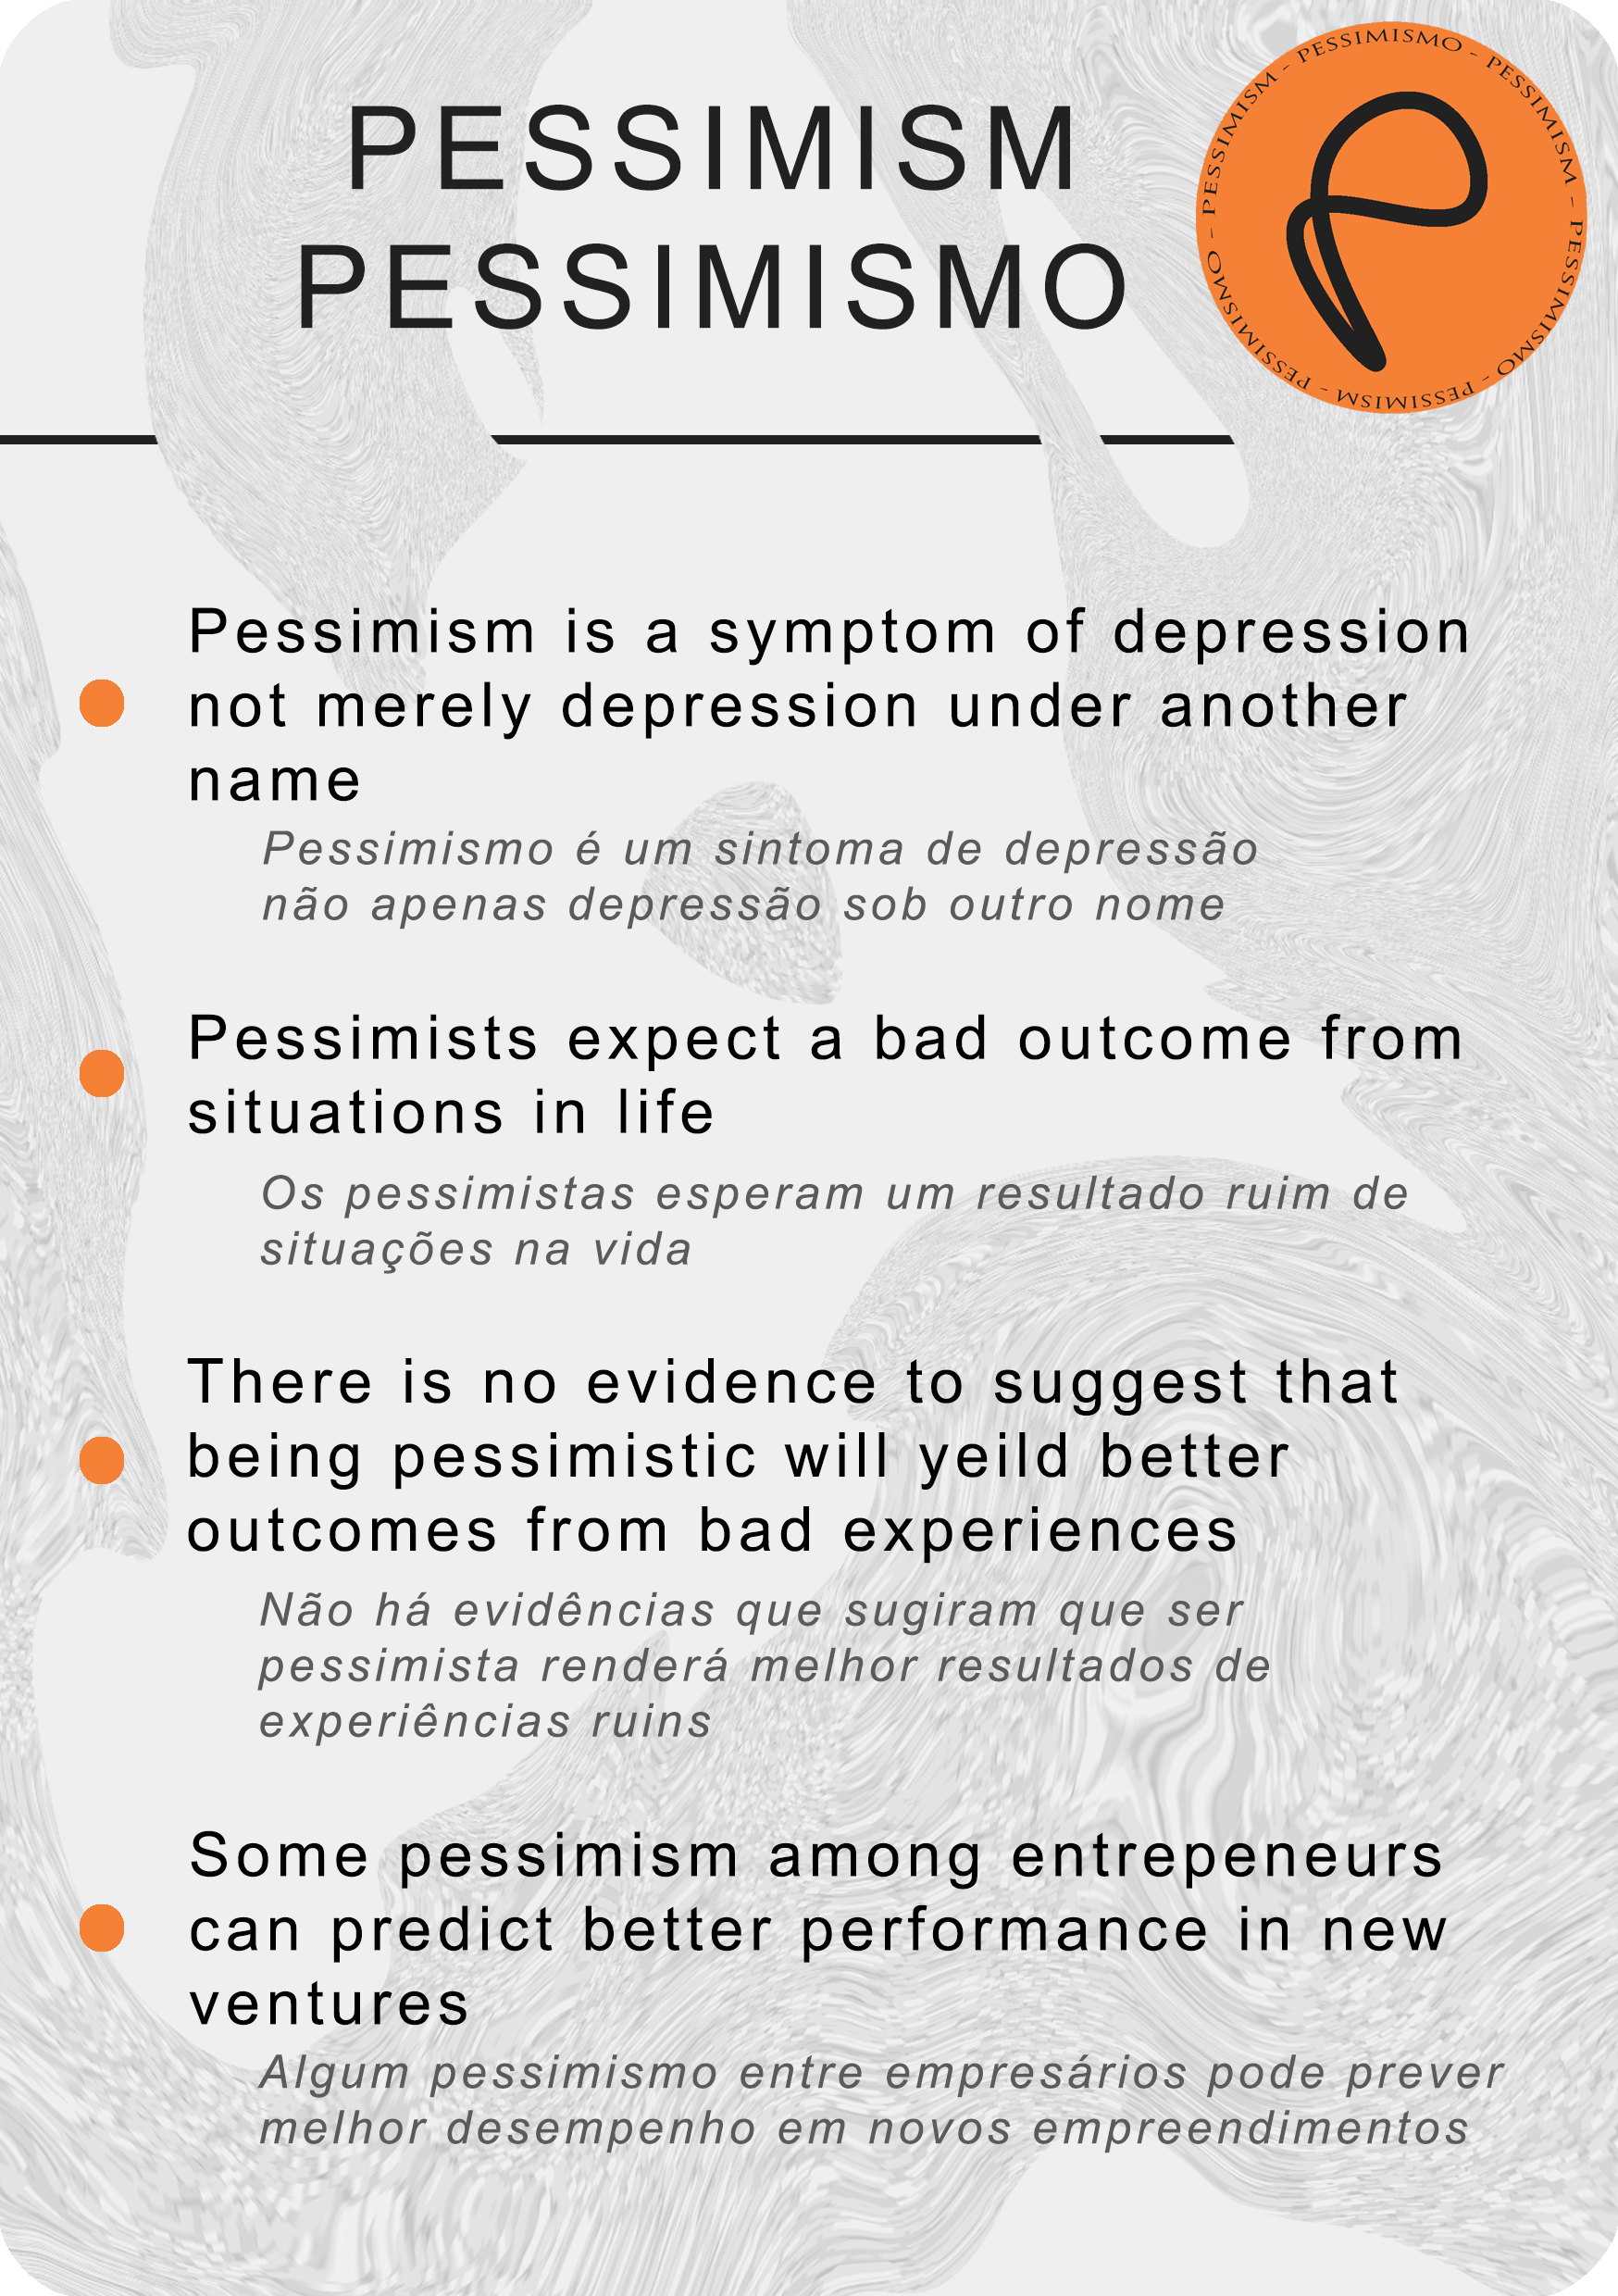 PESSIMISM
PESSIMISMO
PESSIMISM - PESSIMISMO - PESSIMISM - PESSIMISMO - PESSIMISM - PESSIMISMO -
Pessimism is a symptom of depression
not merely depression under another
name
Pessimismo é um sintoma de depressão
não apenas depressão sob outro nome
Pessimists expect a bad outcome from
situations in life
Os pessimistas esperam um resultado ruim de
situações na vida
There is no evidence to suggest that
being pessimistic will yeild better
outcomes from bad experiences
Não há evidências que sugiram que ser
pessimista renderá melhor resultados de
experiências ruins
Some pessimism among entrepeneurs
can predict better performance in new
ventures
Algum pessimismo entre empresários pode prever
melhor desempenho em novos empreendimentos